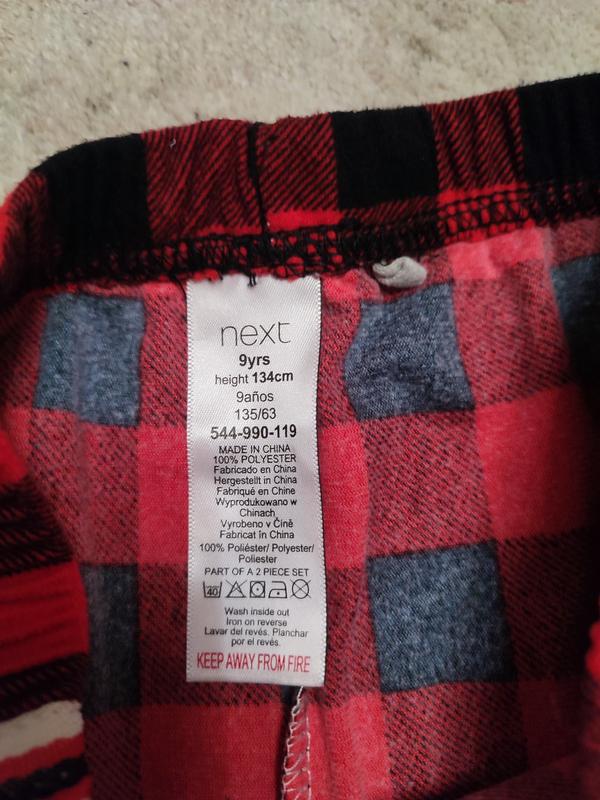 next
9yrs
height 134cm
9años
135/63
544-990-119
MADE IN CHINA
100% POLYESTER
Fabricado en China
Hergestellt in China
Fabriqué en Chine
Wyprodukowano w
Chinach
Vyrobeno v Číně
Fabricat în China
100% Poliéster/ Polyester/
Poliester
PART OF A 2 PIECE SET
40
Wash inside out
Iron on reverse
Lavar del revés. Planchar
por el revés.
KEEP AWAY FROM FIRE